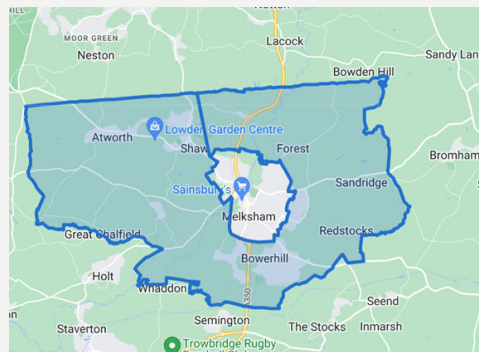 MOOR GREEN
Neston
Lacock
Sandy Lan
Bowden Hill
Lowden Garden Centre
Atworth
Shaw
Forest
Bromham
Sainsbury's
Sandridge
Melksham
Great Chalfield
Redstocks
Holt
Bowerhill
Whaddon
350
Semington
Seend
Staverton
The Stocks
Inmarsh
Trowbridge Rugby